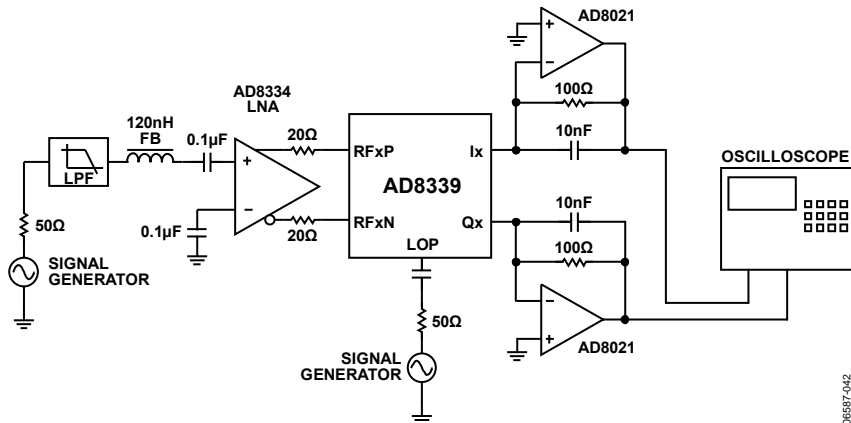 AD8021
+
−
AD8334
LNA
100Ω
120nH
FB
0.1µF
20Ω
10nF
LPF
+
−
RFxP
Ix
AD8339
OSCILLOSCOPE
10nF
50Ω
0.1µF
20Ω
RFxN
Qx
LOP
100Ω
SIGNAL
GENERATOR
50Ω
−
+
AD8021
SIGNAL
GENERATOR
06587-042